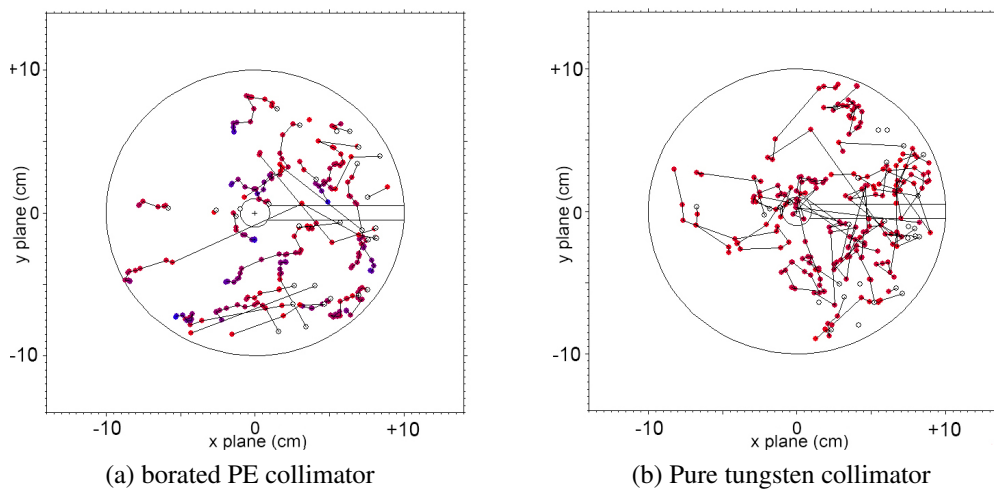 +10
0
-10
y plane (cm)
-10
0
+10
x plane (cm)
(a) borated PE collimator
+10
0
-10
y plane (cm)
-10
0
+10
x plane (cm)
(b) Pure tungsten collimator